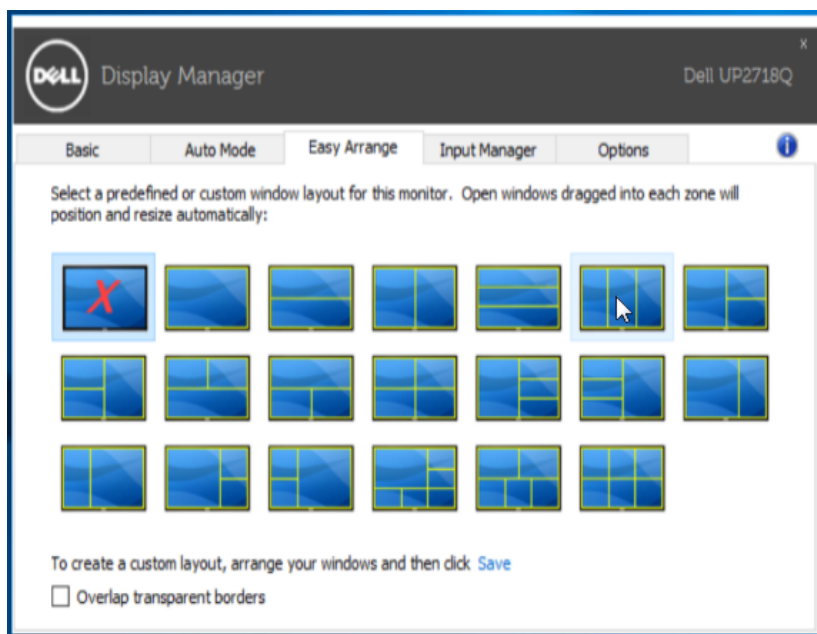 DELL Display Manager
x
Dell UP2718Q
Basic Auto Mode Easy Arrange Input Manager Options i
Select a predefined or custom window layout for this monitor. Open windows dragged into each zone will
position and resize automatically:
X
To create a custom layout, arrange your windows and then click Save
Overlap transparent borders